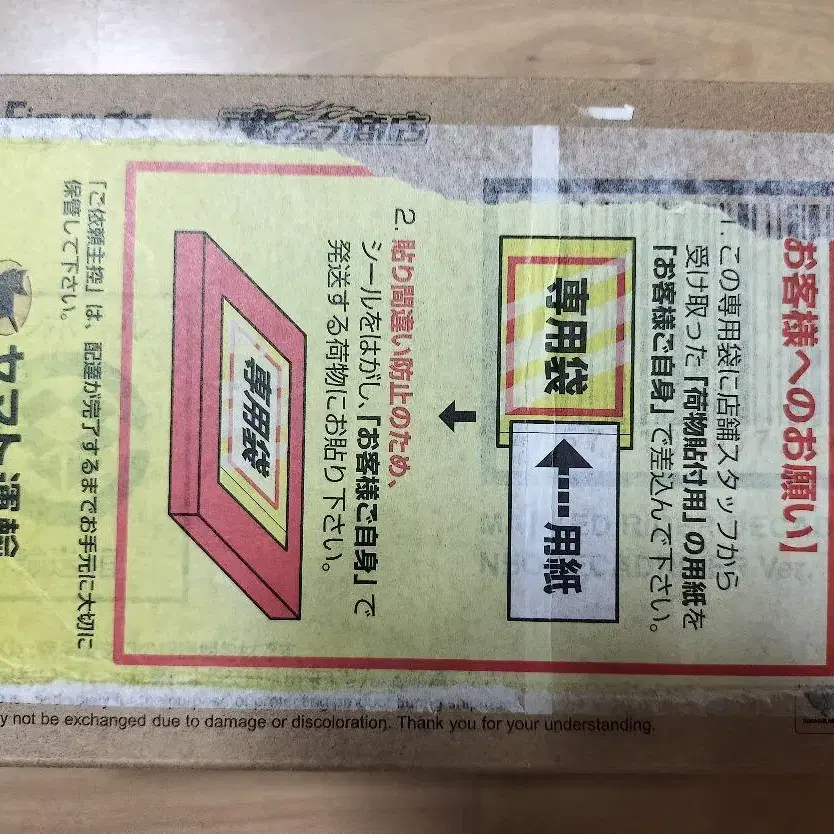 お客様へのお願い】
1. この専用袋に店舗スタッフから
受け取った「荷物貼付用」の用紙を
「お客様ご自身」で差込んで下さい。
専用袋
用紙
2. 貼り間違い防止のため、
シールをはがし、「お客様ご自身」で
発送する荷物にお貼り下さい。
専用袋
「ご依頼主控」は、配達が完了するまでお手元に大切に
保管して下さい。
ヤマト運輸
y not be exchanged due to damage or discoloration. Thank you for your understanding.
Ver.